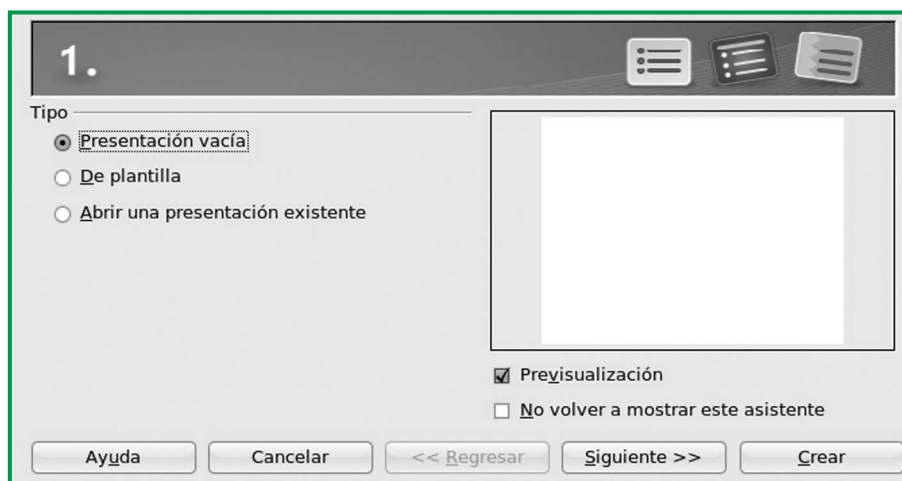 1.
Tipo
Presentación vacía
De plantilla
Abrir una presentación existente
Previsualización
No volver a mostrar este asistente
Ayuda
Cancelar
<< Regresar
Siguiente >>
Crear